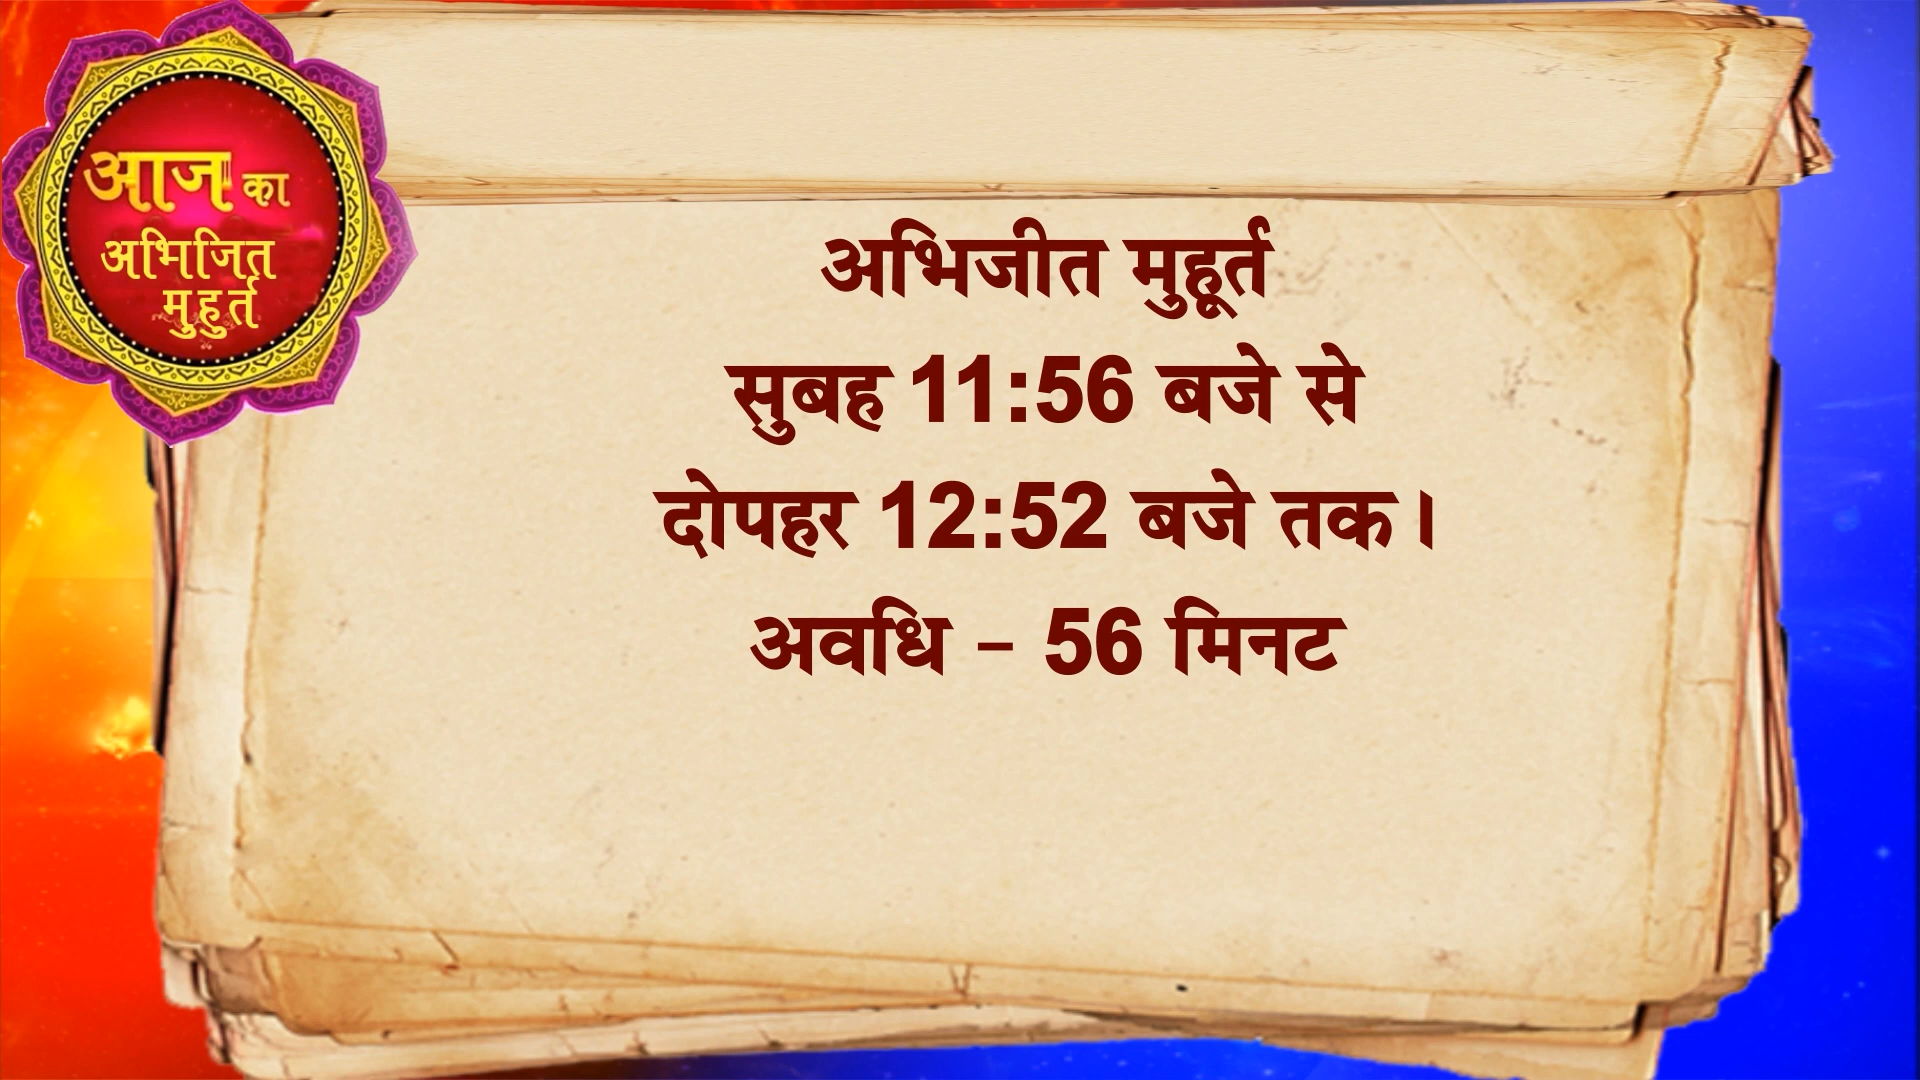 आज का
अभिजित
मुहुर्त
अभिजीत मुहूर्त
सुबह 11:56 बजे से
दोपहर 12:52 बजे तक।
अवधि - 56 मिनट